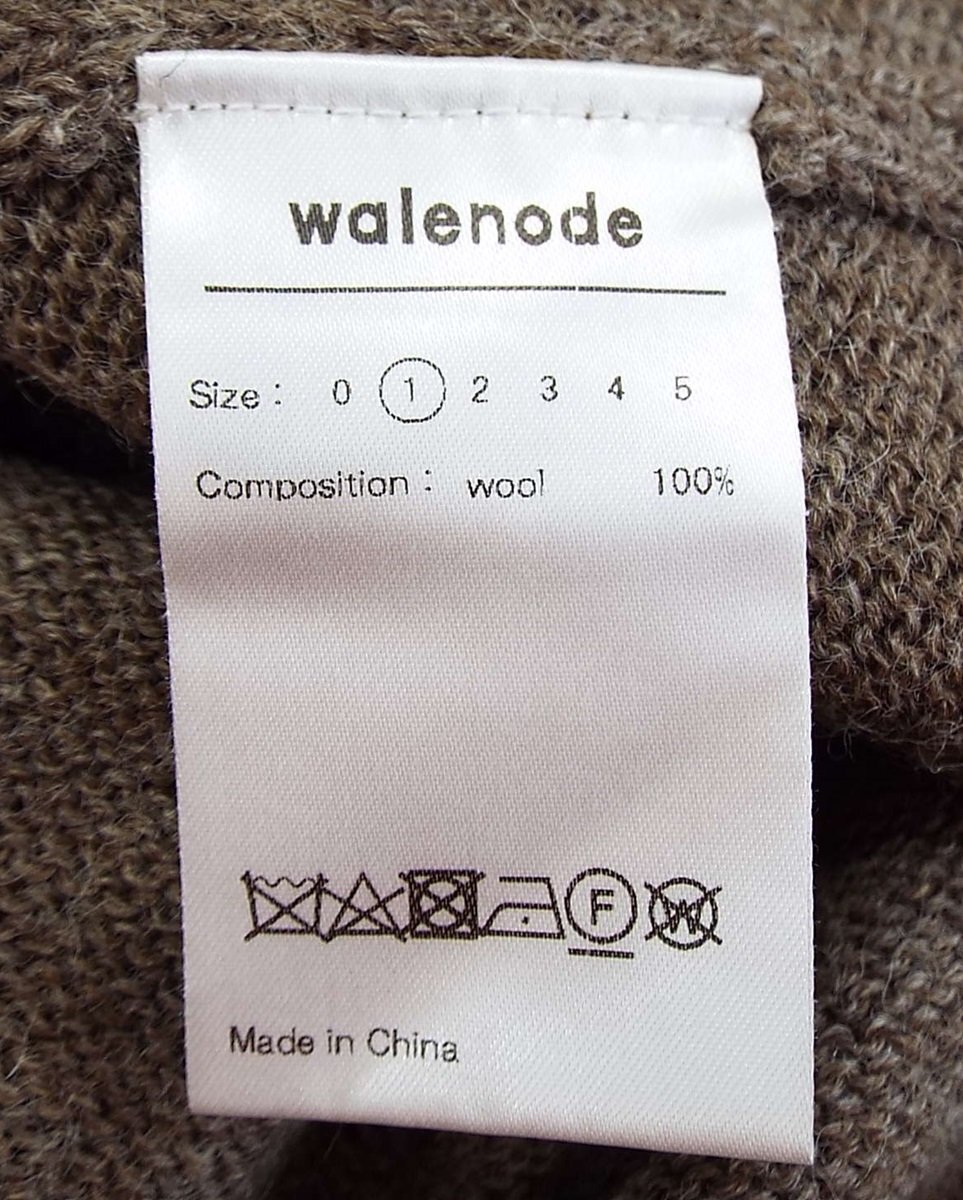 walenode
Size : 0 1 2 3 4 5
Composition : wool 100%
F W
Made in China